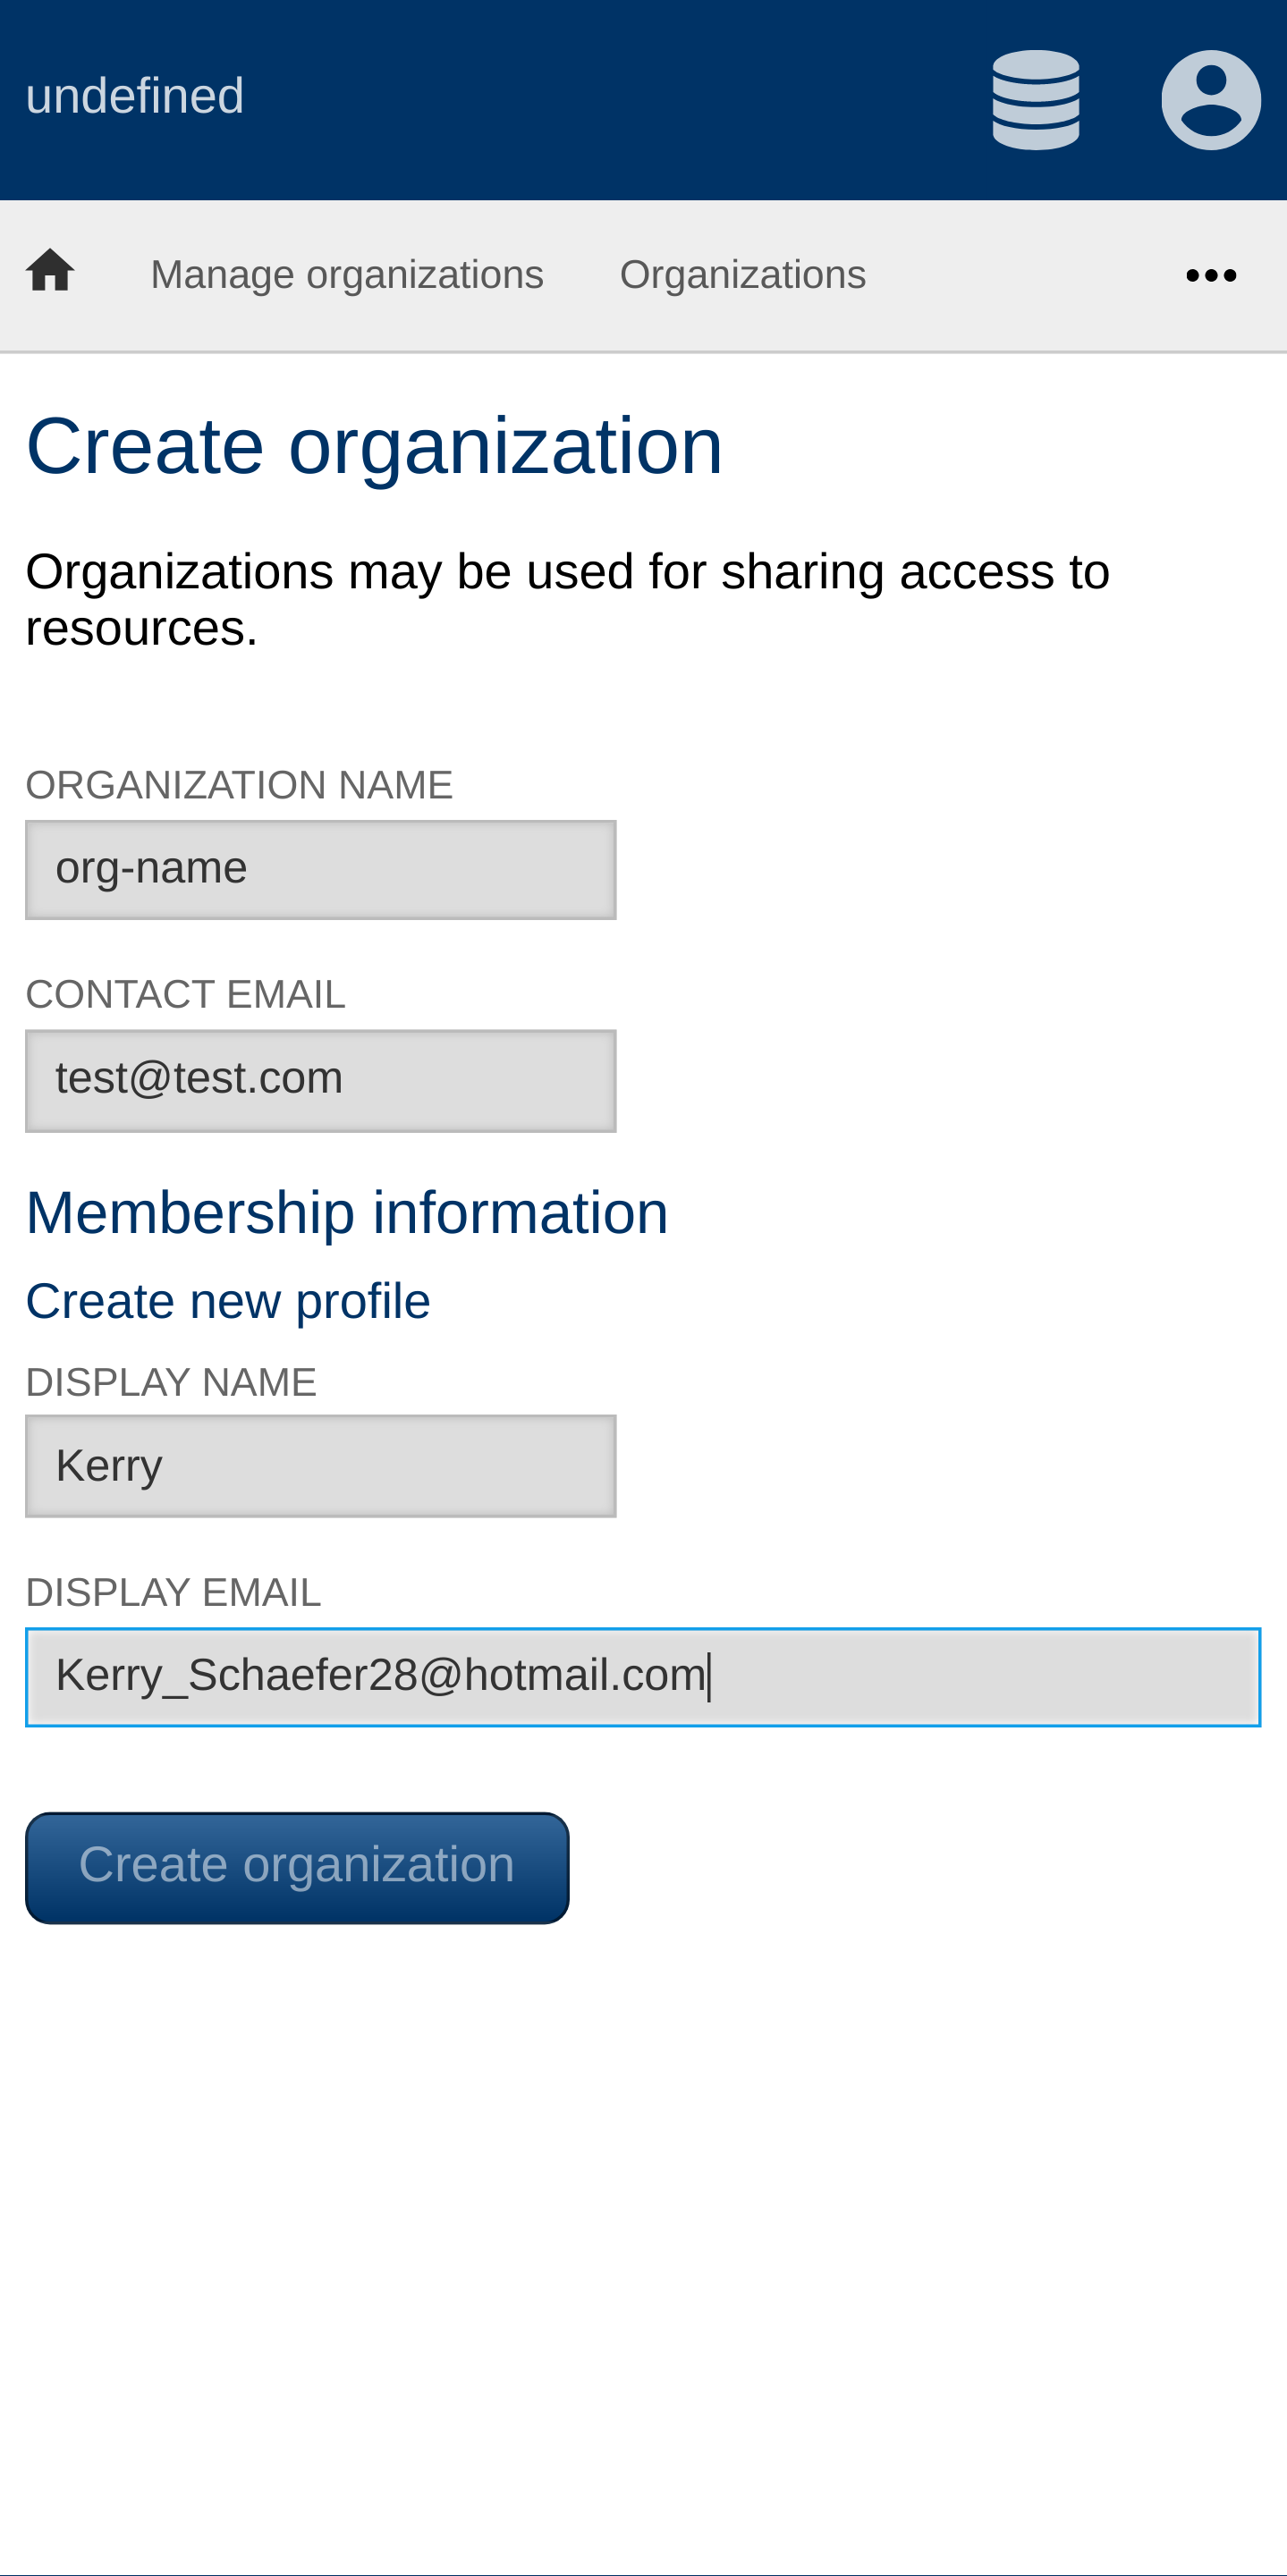 undefined
Manage organizations
Organizations
Create organization
Organizations may be used for sharing access to
resources.
ORGANIZATION NAME
org-name
CONTACT EMAIL
test@test.com
Membership information
Create new profile
DISPLAY NAME
Kerry
DISPLAY EMAIL
Kerry_Schaefer28@hotmail.com
Create organization